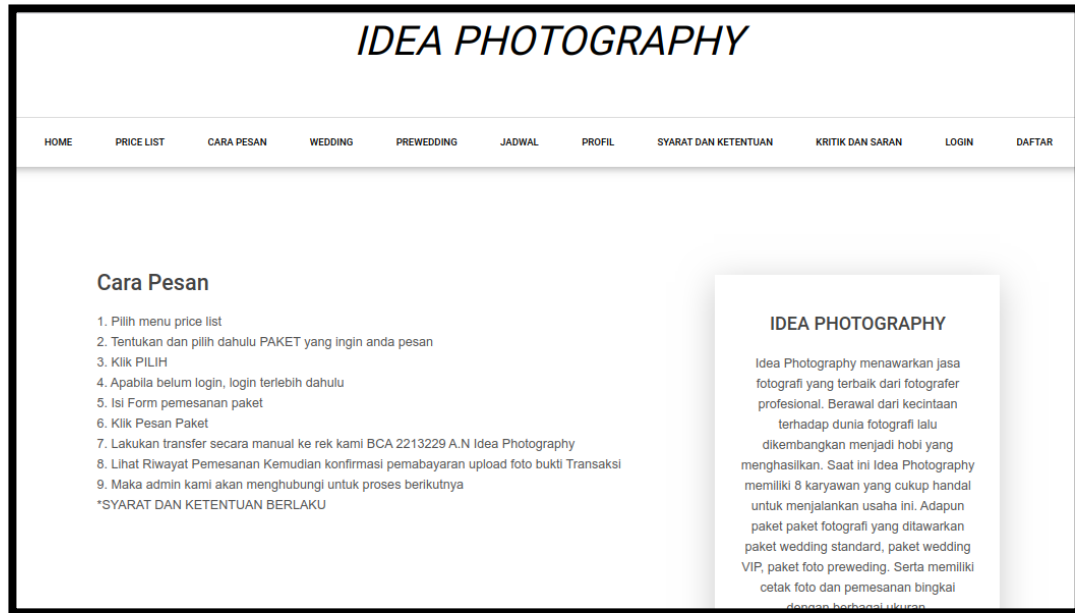 IDEA PHOTOGRAPHY
HOME PRICE LIST CARA PESAN WEDDING PREWEDDING JADWAL PROFIL SYARAT DAN KETENTUAN KRITIK DAN SARAN LOGIN DAFTAR
Cara Pesan
1. Pilih menu price list
2. Tentukan dan pilih dahulu PAKET yang ingin anda pesan
3. Klik PILIH
4. Apabila belum login, login terlebih dahulu
5. Isi Form pemesanan paket
6. Klik Pesan Paket
7. Lakukan transfer secara manual ke rek kami BCA 2213229 A.N Idea Photography
8. Lihat Riwayat Pemesanan Kemudian konfirmasi pemabayaran upload foto bukti Transaksi
9. Maka admin kami akan menghubungi untuk proses berikutnya
*SYARAT DAN KETENTUAN BERLAKU
IDEA PHOTOGRAPHY
Idea Photography menawarkan jasa
fotografi yang terbaik dari fotografer
profesional. Berawal dari kecintaan
terhadap dunia fotografi lalu
dikembangkan menjadi hobi yang
menghasilkan. Saat ini Idea Photography
memiliki 8 karyawan yang cukup handal
untuk menjalankan usaha ini. Adapun
paket paket fotografi yang ditawarkan
paket wedding standard, paket wedding
VIP, paket foto preweding. Serta memiliki
cetak foto dan pemesanan bingkai
dengan berbagai ukuran